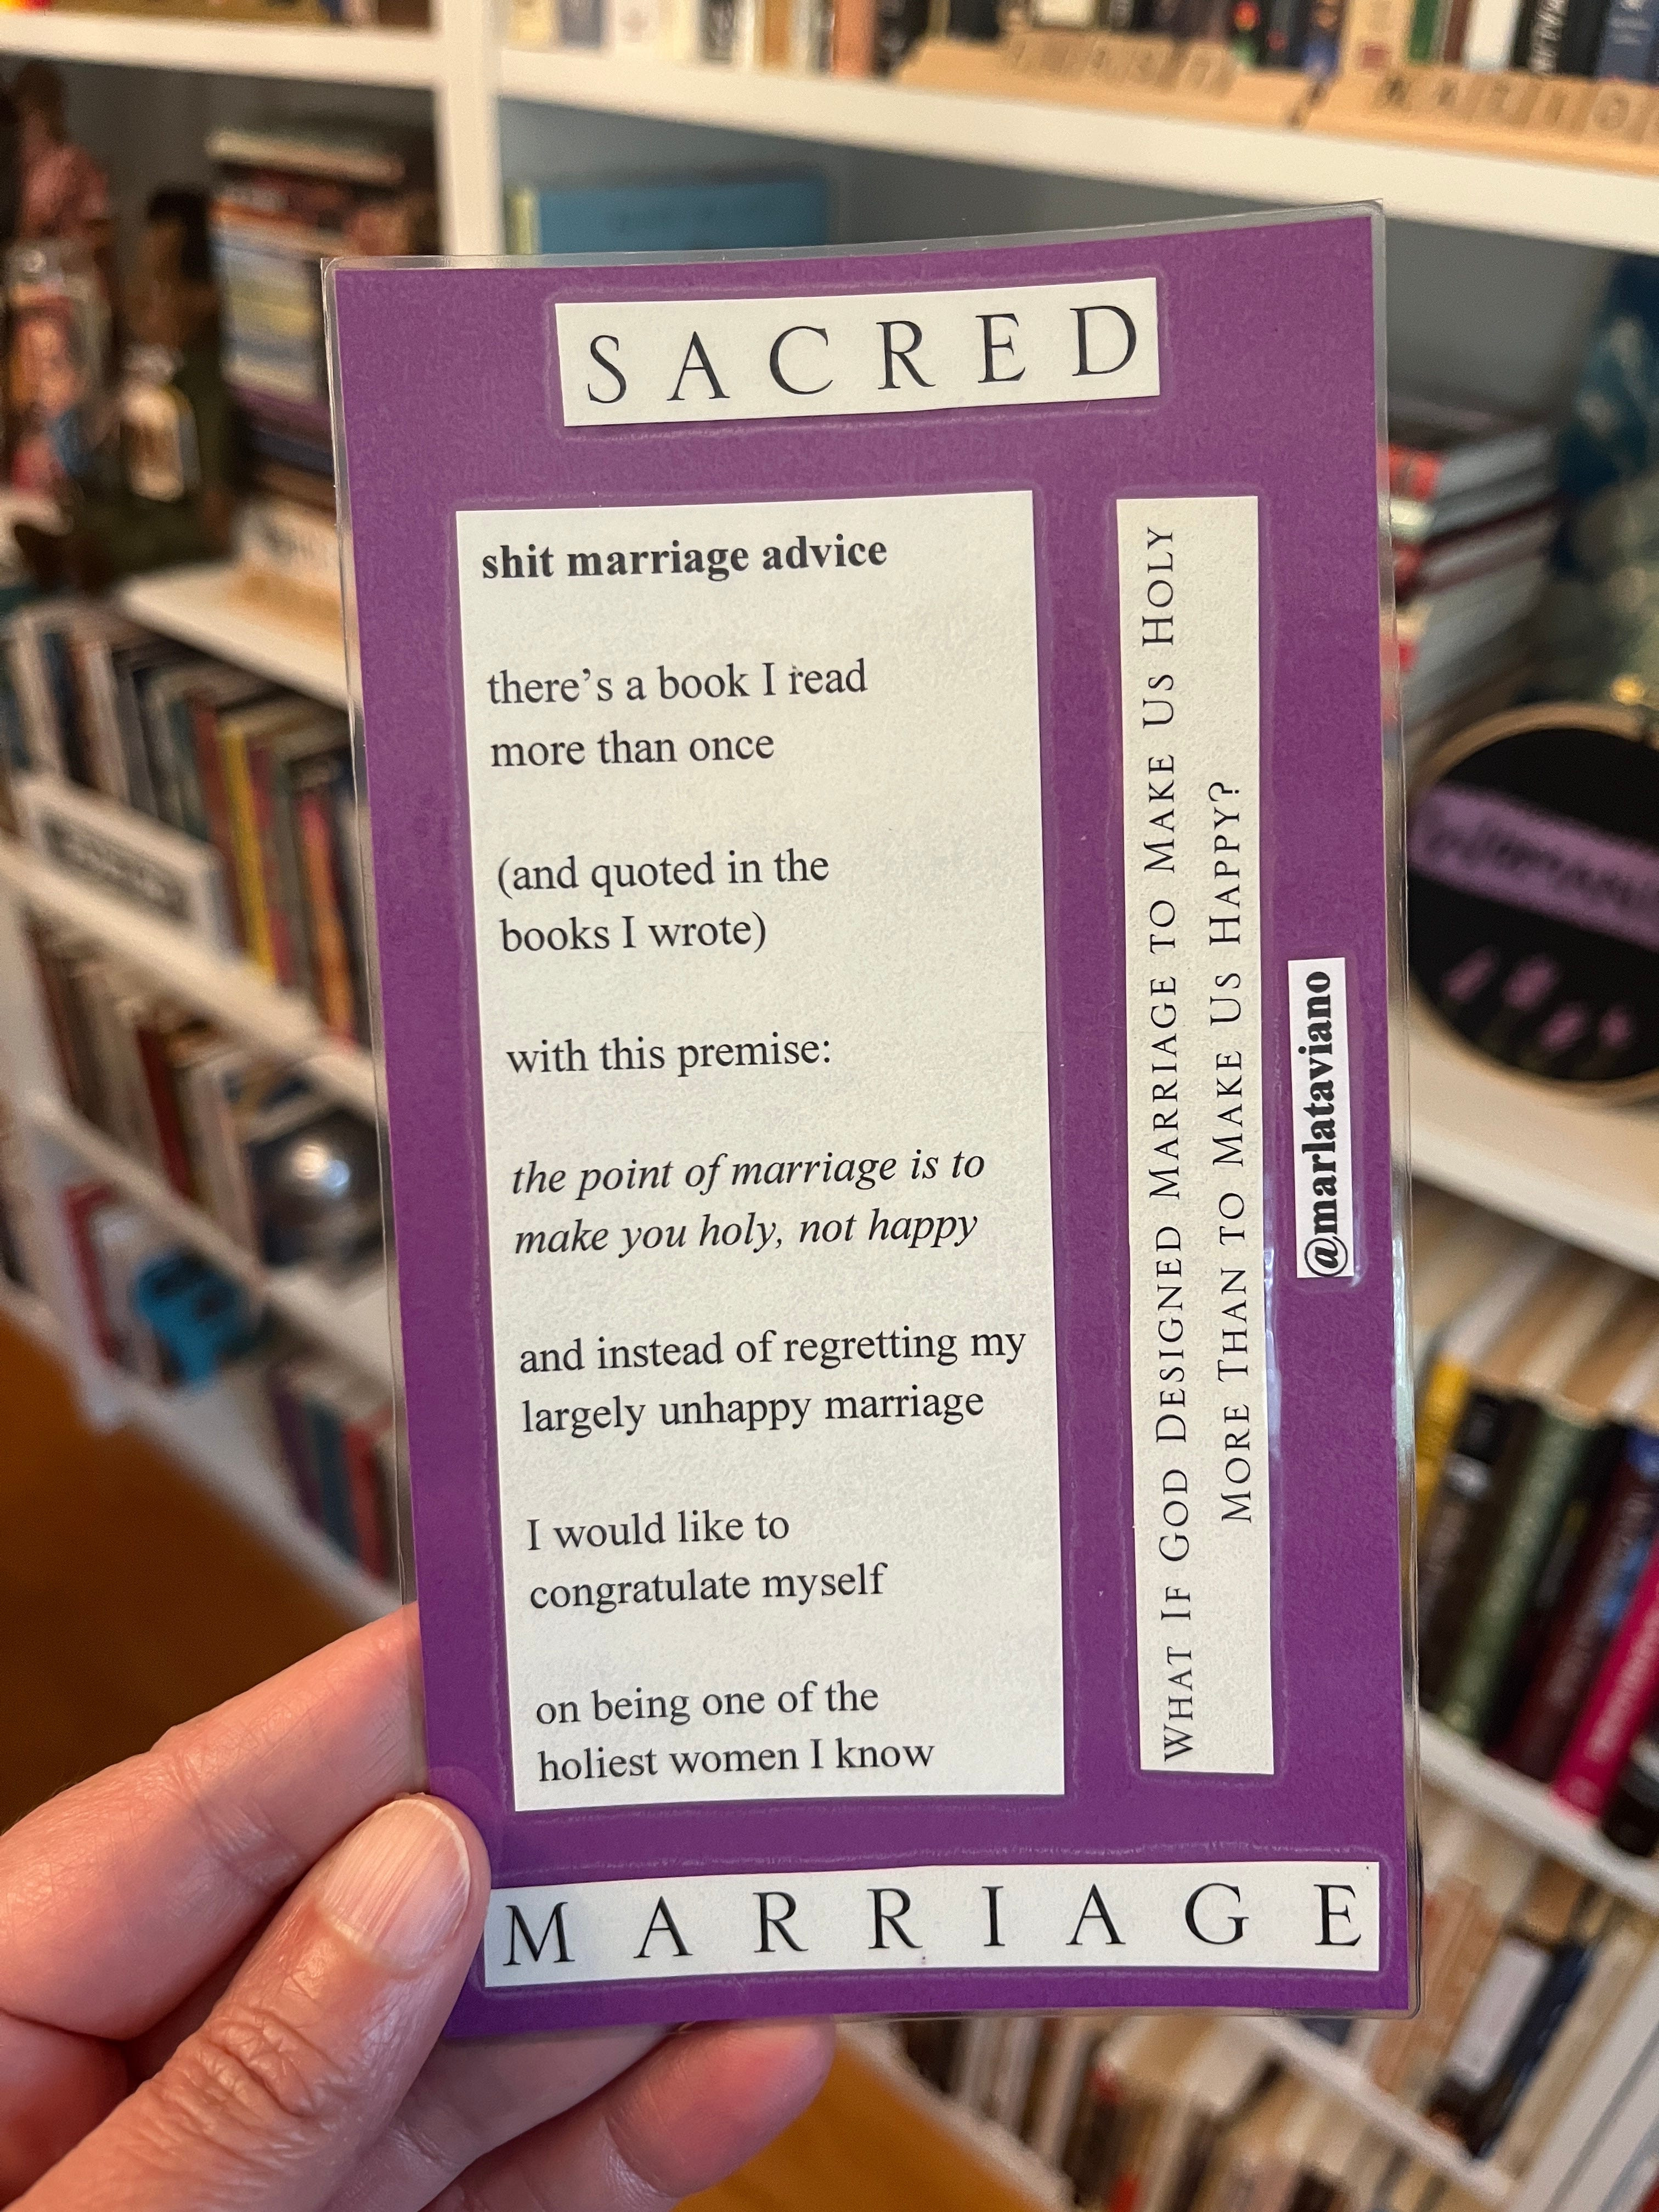 SACRED
shit marriage advice
there's a book I read
more than once
(and quoted in the
books I wrote)
with this premise:
the point of marriage is to
make you holy, not happy
and instead of regretting my
largely unhappy marriage
I would like to
congratulate myself
on being one of the
holiest women I know
WHAT IF GOD DESIGNED MARRIAGE TO MAKE US HOLY
MORE THAN TO MAKE US HAPPY?
@marlataviano
MARRIAGE